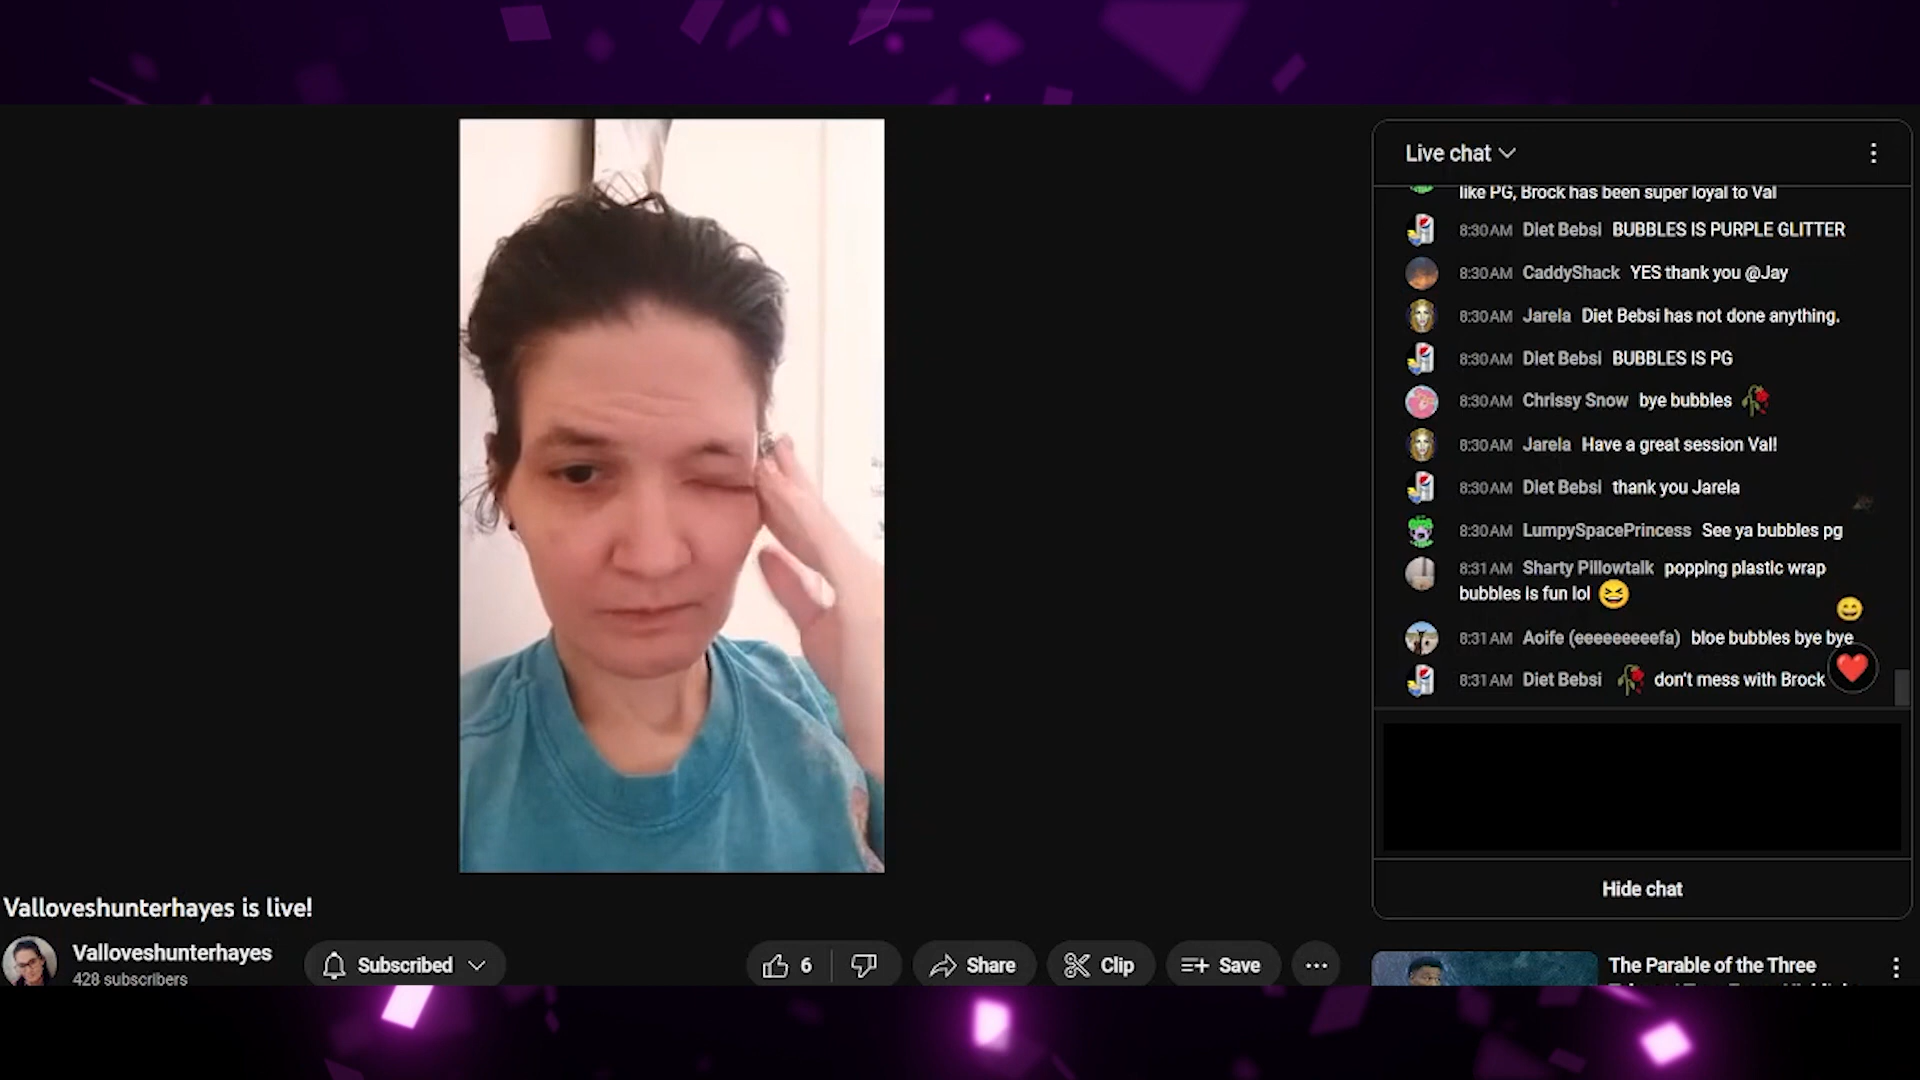 Live chat
like PG, Brock has been super loyal to Val
8:30 AM Diet Bebsi BUBBLES IS PURPLE GLITTER
8:30 AM CaddyShack YES thank you @Jay
8:30 AM Jarela Diet Bebsi has not done anything.
8:30 AM Diet Bebsi BUBBLES IS PG
8:30 AM Chrissy Snow bye bubbles 🥀
8:30 AM Jarela Have a great session Val!
8:30 AM Diet Bebsi thank you Jarela
8:30 AM LumpySpacePrincess See ya bubbles pg
8:31 AM Sharty Pillowtalk popping plastic wrap
bubbles is fun lol 😆
8:31 AM Aoife (eeeeeeeeefa) bloe bubbles bye bye
8:31 AM Diet Bebsi 🥀 don't mess with Brock
Hide chat
Valloveshunterhayes is live!
Valloveshunterhayes
428 subscribers
Subscribed
6
Share
Clip
Save
The Parable of the Three